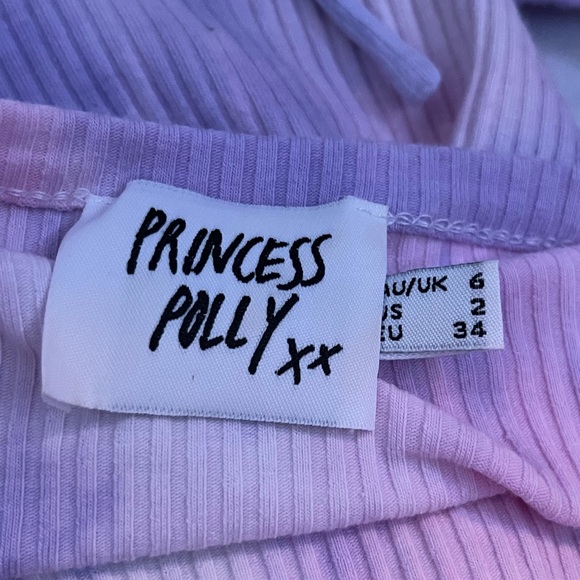 PRINCESS
POLLY xx
AU/UK 6
US 2
EU 34